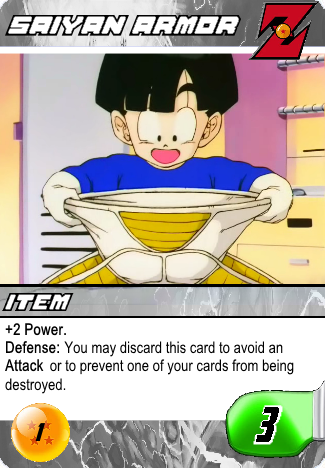 SAIYAN ARMOR
Z
ITEM
+2 Power.
Defense: You may discard this card to avoid an
Attack or to prevent one of your cards from being
destroyed.
1
3